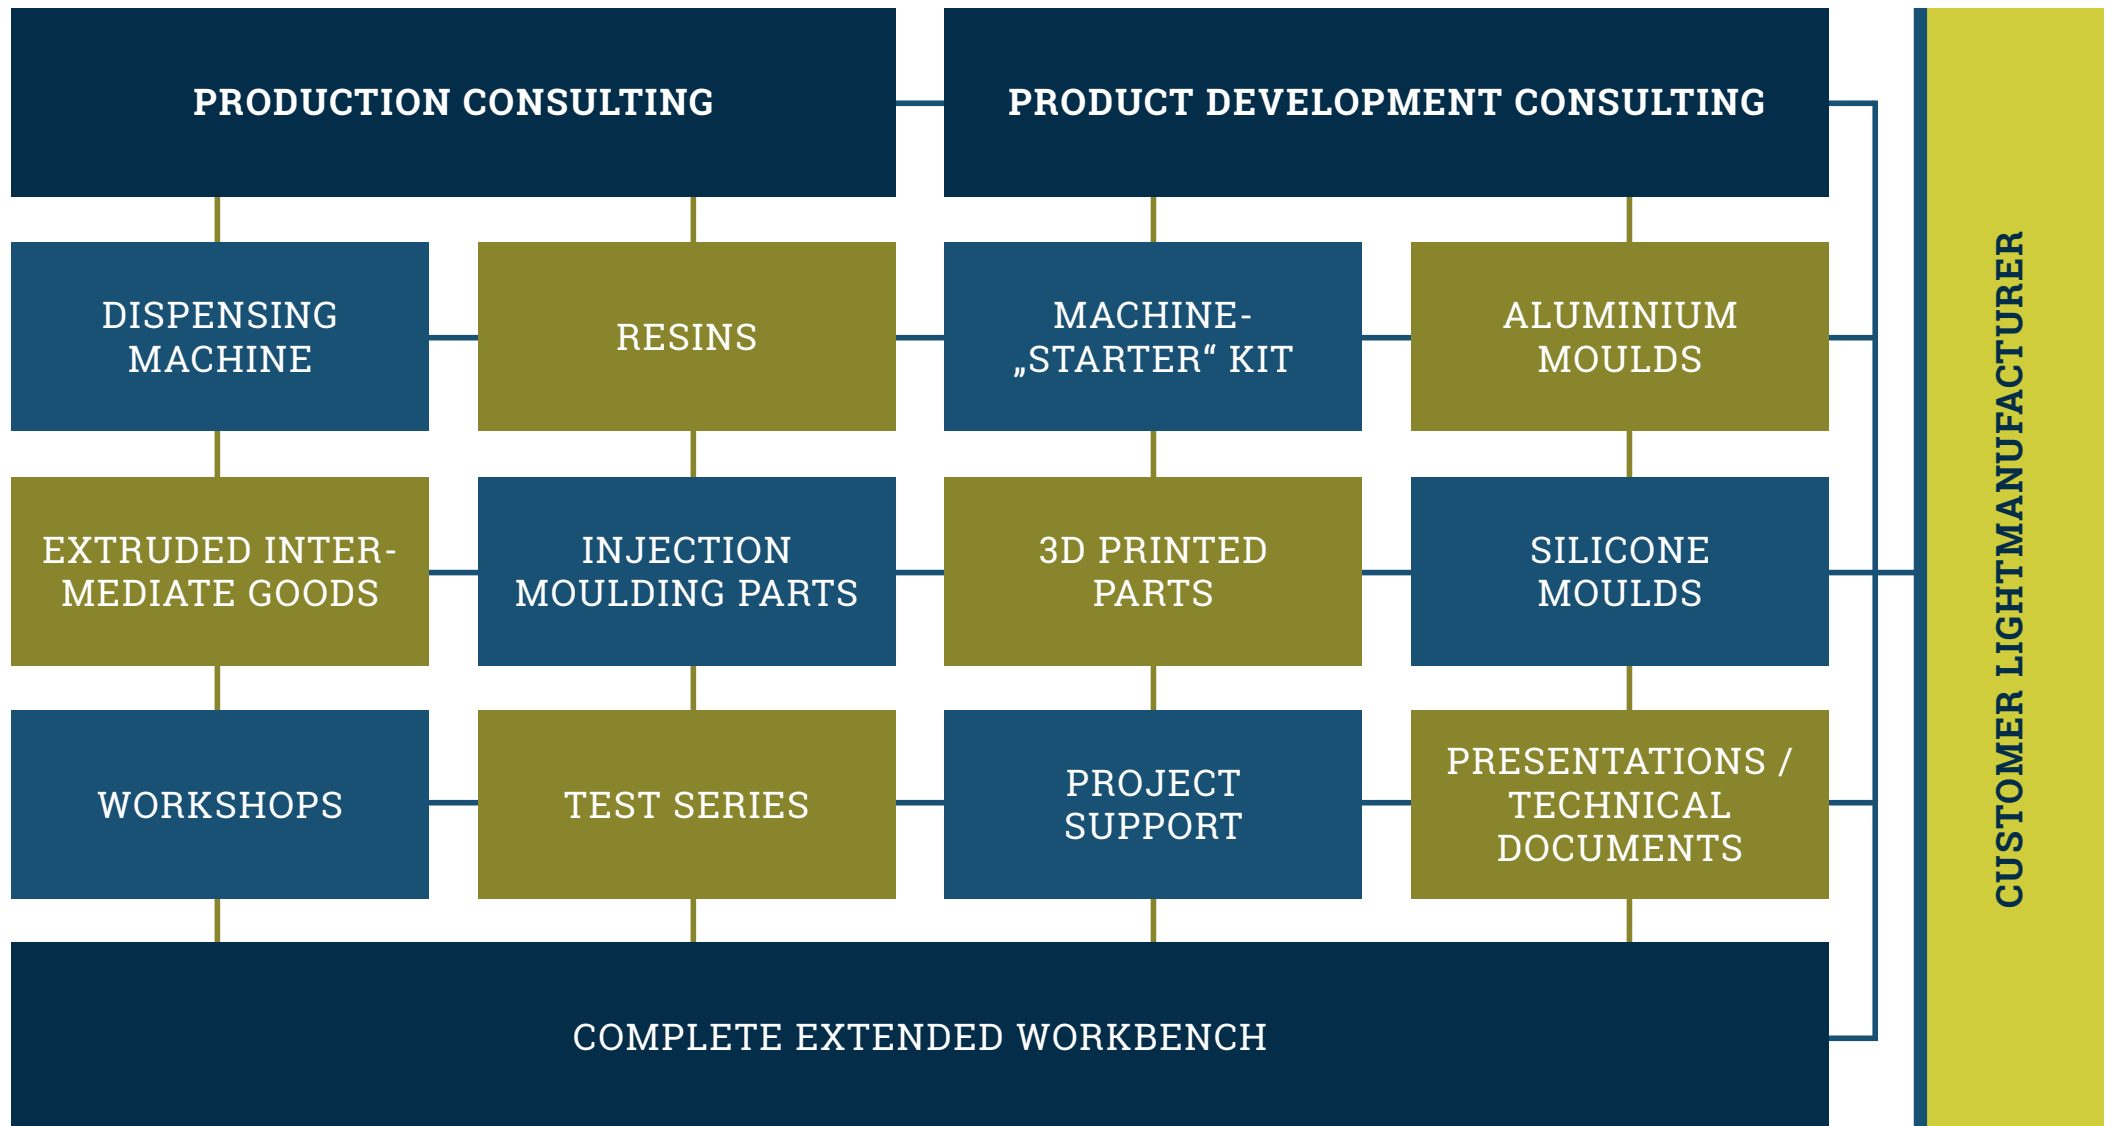 PRODUCTION CONSULTING
PRODUCT DEVELOPMENT CONSULTING
DISPENSING
MACHINE
RESINS
MACHINE-
„STARTER“ KIT
ALUMINIUM
MOULDS
EXTRUDED INTER-
MEDIATE GOODS
INJECTION
MOULDING PARTS
3D PRINTED
PARTS
SILICONE
MOULDS
WORKSHOPS
TEST SERIES
PROJECT
SUPPORT
PRESENTATIONS /
TECHNICAL
DOCUMENTS
COMPLETE EXTENDED WORKBENCH
CUSTOMER LIGHTMANUFACTURER